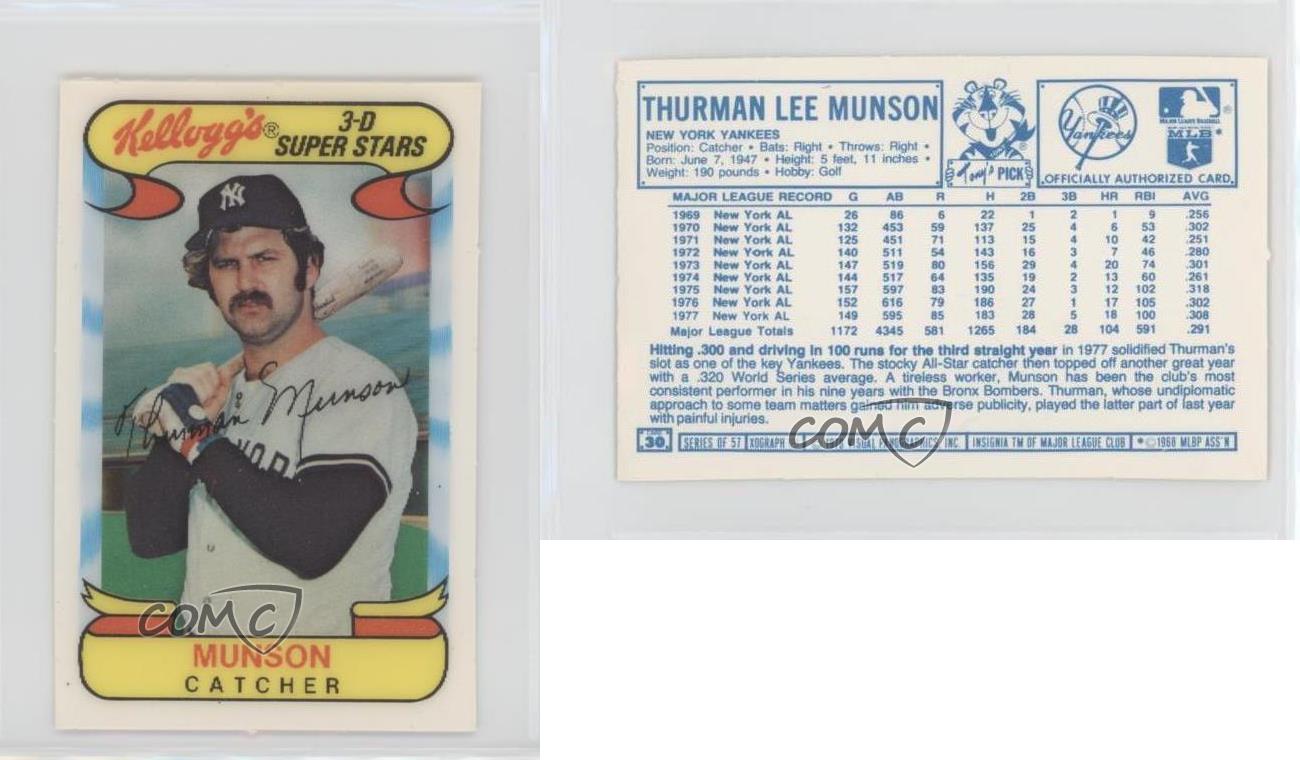 Kellogg's® 3-D
SUPER STARS
NY
Thurman Munson
COMC
MUNSON
CATCHER
THURMAN LEE MUNSON
NEW YORK YANKEES
Position: Catcher • Bats: Right • Throws: Right •
Born: June 7, 1947 • Height: 5 feet, 11 inches •
Weight: 190 pounds • Hobby: Golf
Tony's PICK
Yankees
MAJOR LEAGUE BASEBALL
MLB *
OFFICIALLY AUTHORIZED CARD
MAJOR LEAGUE RECORD G AB R H 2B 3B HR RBI AVG
1969 New York AL 26 86 6 22 1 2 1 9 .256
1970 New York AL 132 453 59 137 25 4 6 53 .302
1971 New York AL 125 451 71 113 15 4 10 42 .251
1972 New York AL 140 511 54 143 16 3 7 46 .280
1973 New York AL 147 519 80 156 29 4 20 74 .301
1974 New York AL 144 517 64 135 19 2 13 60 .261
1975 New York AL 157 597 83 190 24 3 12 102 .318
1976 New York AL 152 616 79 186 27 1 17 105 .302
1977 New York AL 149 595 85 183 28 5 18 100 .308
Major League Totals 1172 4345 581 1265 184 28 104 591 .291
Hitting .300 and driving in 100 runs for the third straight year in 1977 solidified Thurman's
slot as one of the key Yankees. The stocky All-Star catcher then topped off another great year
with a .320 World Series average. A tireless worker, Munson has been the club's most
consistent performer in his nine years with the Bronx Bombers. Thurman, whose undiplomatic
approach to some team matters gained him adverse publicity, played the latter part of last year
with painful injuries.
30 SERIES OF 57 XOGRAPH VISUAL PANOGRAPHICS, INC. INSIGNIA TM OF MAJOR LEAGUE CLUB * ©1968 MLBP ASS'N
COMC